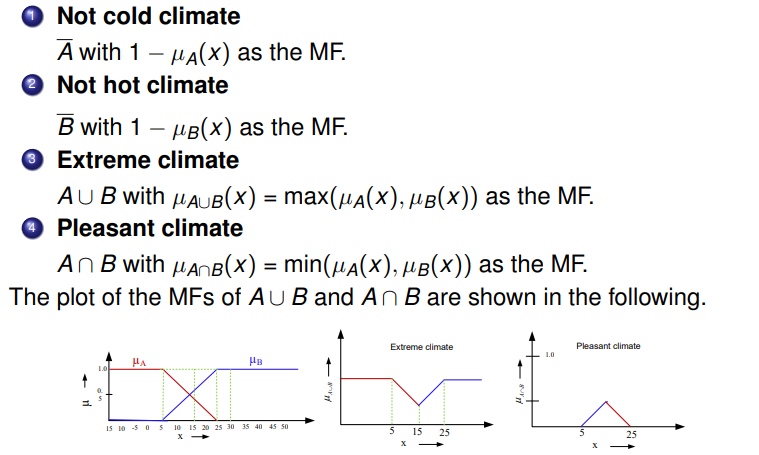 1 Not cold climate
A̅ with 1 − μA(x) as the MF.
2 Not hot climate
B̅ with 1 − μB(x) as the MF.
3 Extreme climate
A ∪ B with μA∪B(x) = max(μA(x), μB(x)) as the MF.
4 Pleasant climate
A ∩ B with μA∩B(x) = min(μA(x), μB(x)) as the MF.
The plot of the MFs of A ∪ B and A ∩ B are shown in the following.
μA μB
1.0
0.
5
μ
15 10 -5 0 5 10 15 20 25 30 35 40 45 50
x
Extreme climate
μA∪B
5 15 25
x
Pleasant climate
1.0
μA∩B
5 25
x